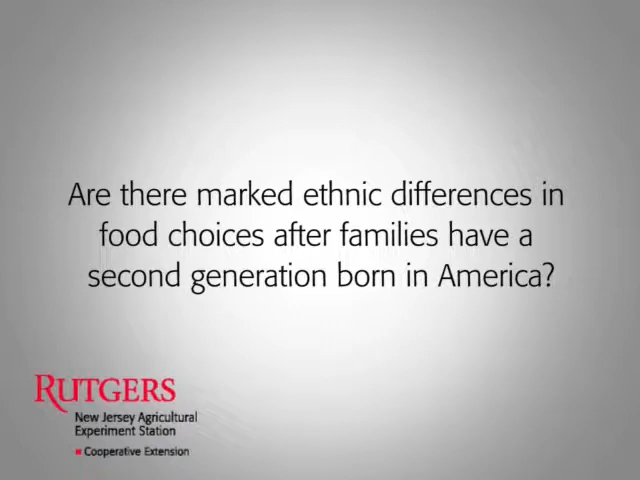 Are there marked ethnic differences in
food choices after families have a
second generation born in America?
RUTGERS
New Jersey Agricultural
Experiment Station
Cooperative Extension